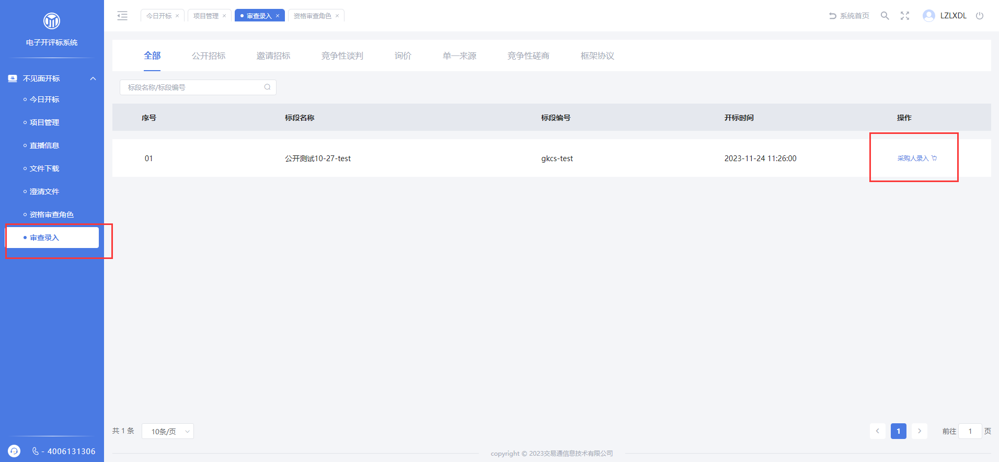 电子开评标系统
不见面开标
今日开标
项目管理
直播信息
文件下载
澄清文件
资格审查角色
审查录入
- 4006131306
今日开标 ×
项目管理 ×
审查录入 ×
资格审查角色 ×
系统首页
LZLXDL
全部
公开招标
邀请招标
竞争性谈判
询价
单一来源
竞争性磋商
框架协议
标段名称/标段编号
序号 标段名称 标段编号 开标时间 操作
01 公开测试10-27-test gkcs-test 2023-11-24 11:26:00 采购人录入
共 1 条
10条/页
1
前往 1 页
copyright © 2023交易通信息技术有限公司